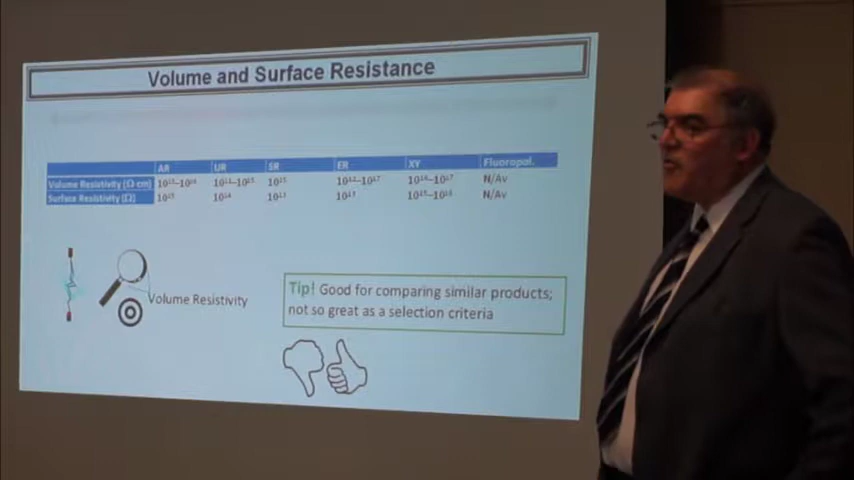 Volume and Surface Resistance
AR UR SR ER XY Fluoropol.
Volume Resistivity (Ω cm) 10¹⁵ N/Av
Surface Resistivity (Ω) N/Av
Volume Resistivity
Tip! Good for comparing similar products;
not so great as a selection criteria